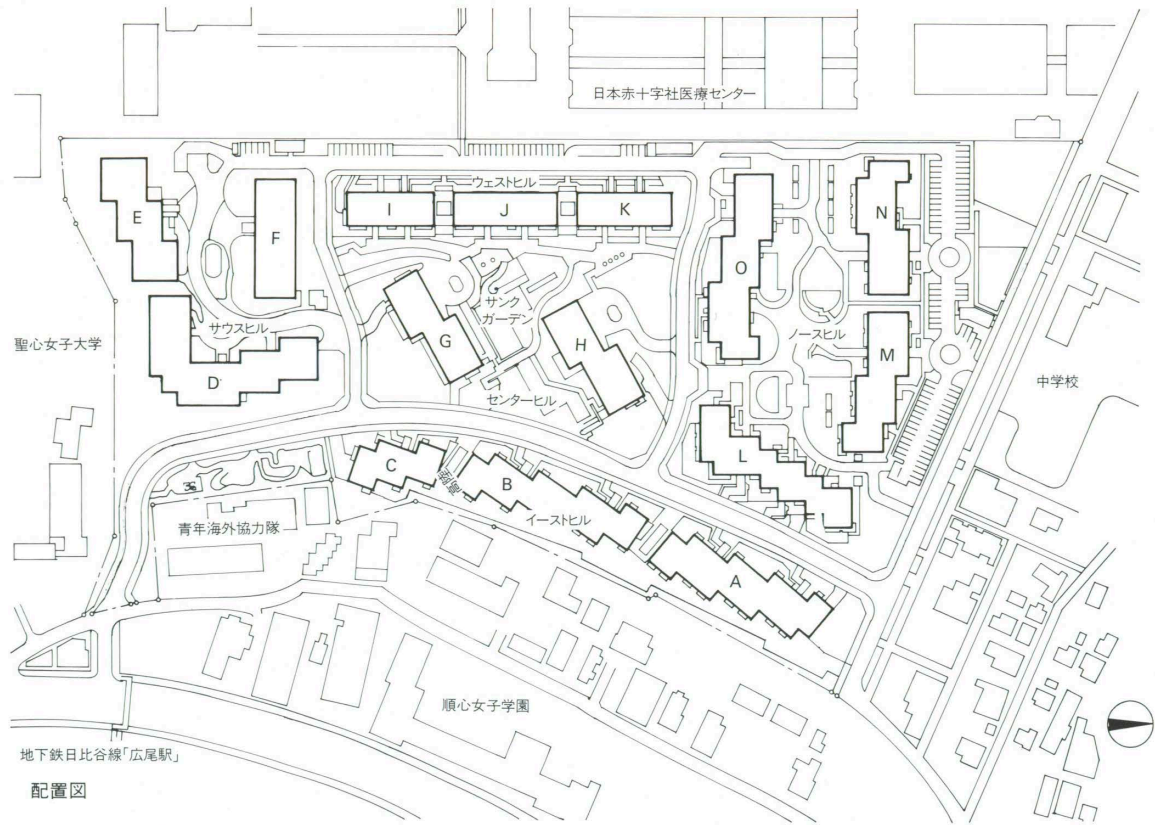 日本赤十字社医療センター
ウェストヒル
E
F
I
J
K
N
O
サンク
ガーデン
聖心女子大学
サウスヒル
G
H
ノースヒル
M
D
センターヒル
中学校
L
C
B
イーストヒル
青年海外協力隊
A
順心女子学園
地下鉄日比谷線「広尾駅」
配置図